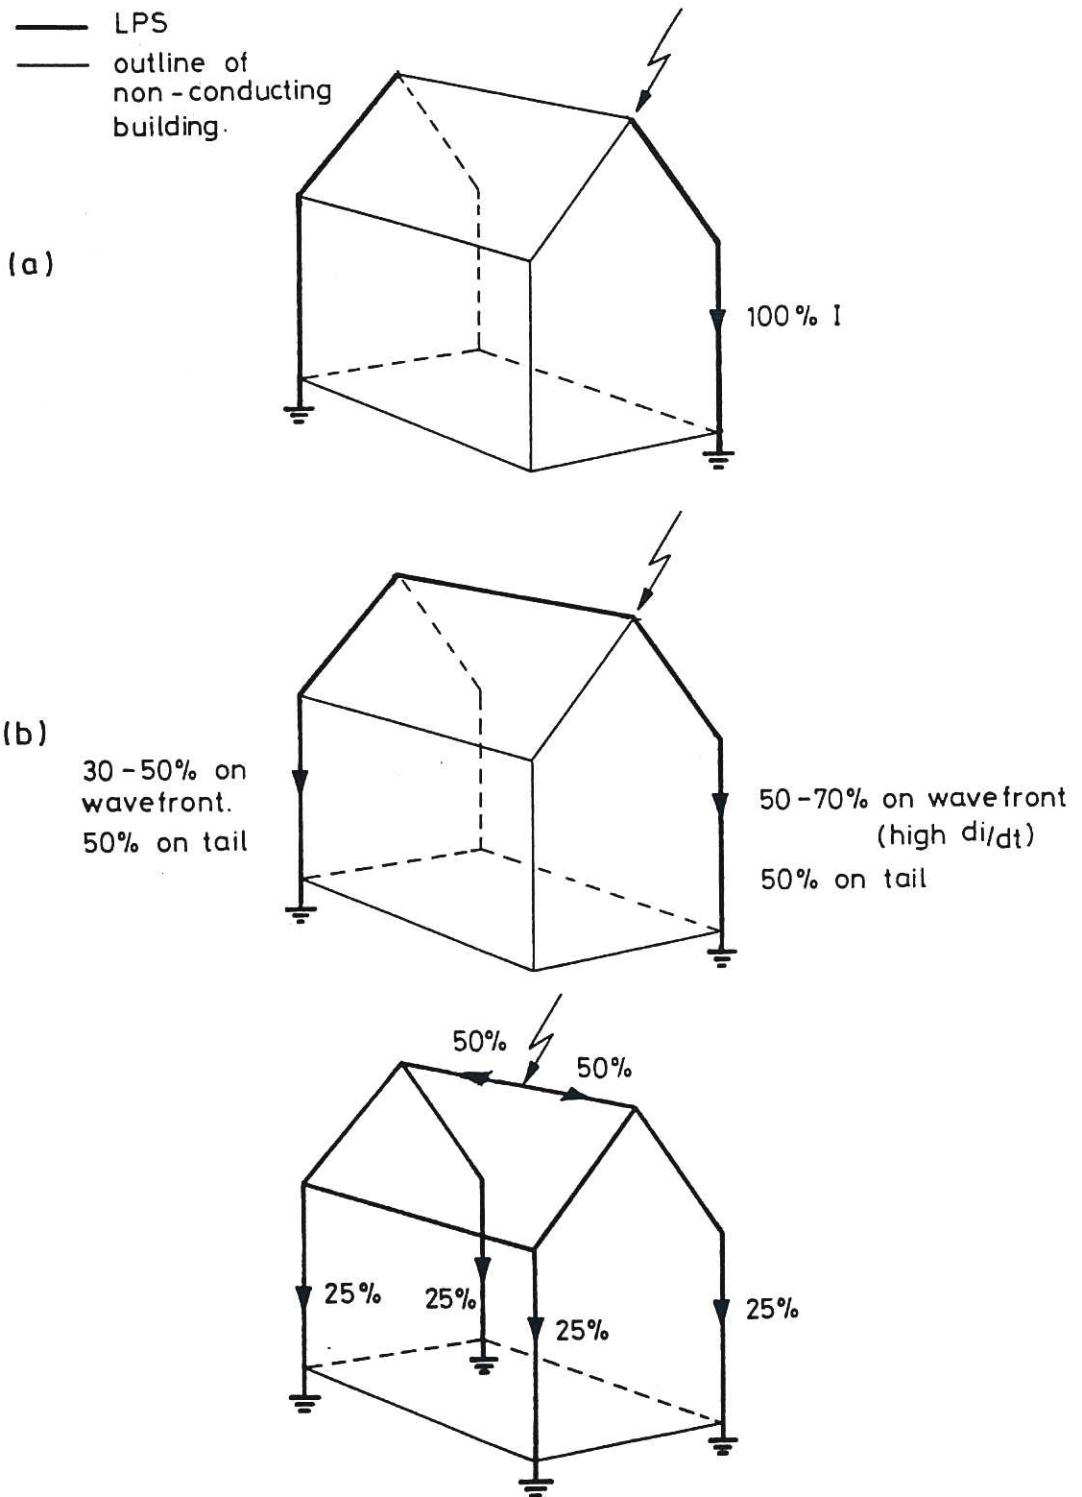 LPS
outline of
non-conducting
building.
(a)
100% I
(b)
30-50% on
wavefront.
50% on tail
50-70% on wavefront
(high di/dt)
50% on tail
50%
50%
25%
25%
25%
25%